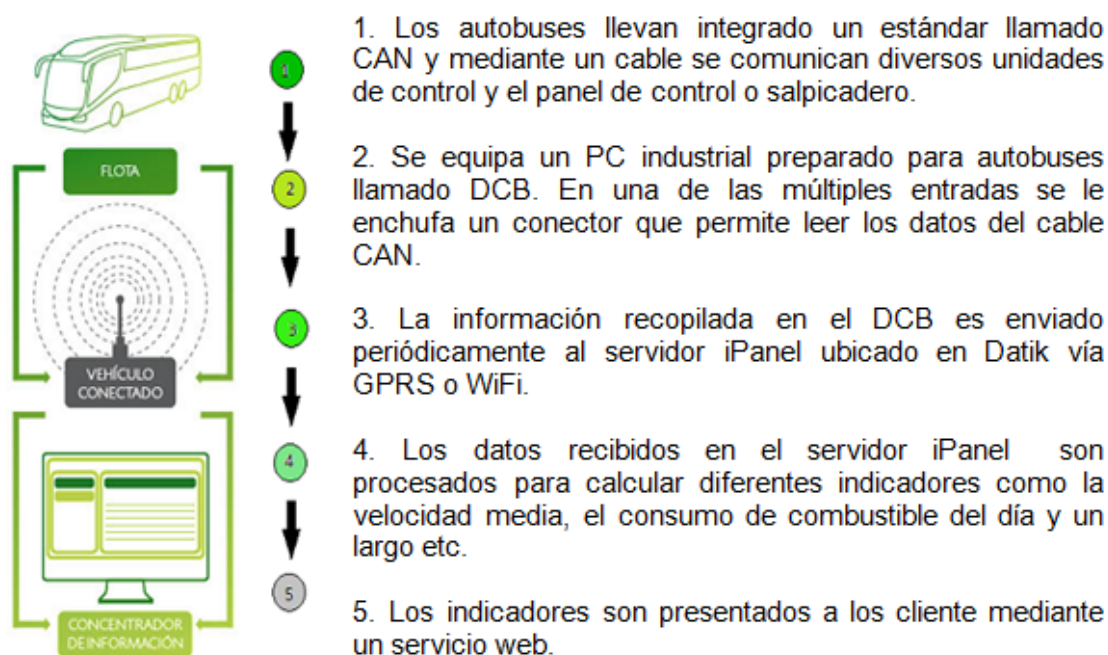 FLOTA
VEHÍCULO
CONECTADO
CONCENTRADOR
DE INFORMACIÓN
1
2
3
4
5
1. Los autobuses llevan integrado un estándar llamado
CAN y mediante un cable se comunican diversos unidades
de control y el panel de control o salpicadero.
2. Se equipa un PC industrial preparado para autobuses
llamado DCB. En una de las múltiples entradas se le
enchufa un conector que permite leer los datos del cable
CAN.
3. La información recopilada en el DCB es enviado
periódicamente al servidor iPanel ubicado en Datik vía
GPRS o WiFi.
4. Los datos recibidos en el servidor iPanel son
procesados para calcular diferentes indicadores como la
velocidad media, el consumo de combustible del día y un
largo etc.
5. Los indicadores son presentados a los cliente mediante
un servicio web.